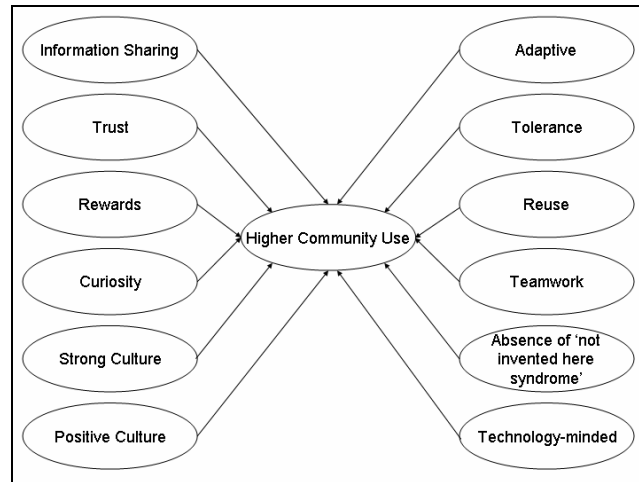 Information Sharing
Trust
Rewards
Curiosity
Strong Culture
Positive Culture
Higher Community Use
Adaptive
Tolerance
Reuse
Teamwork
Absence of ‘not
invented here
syndrome’
Technology-minded